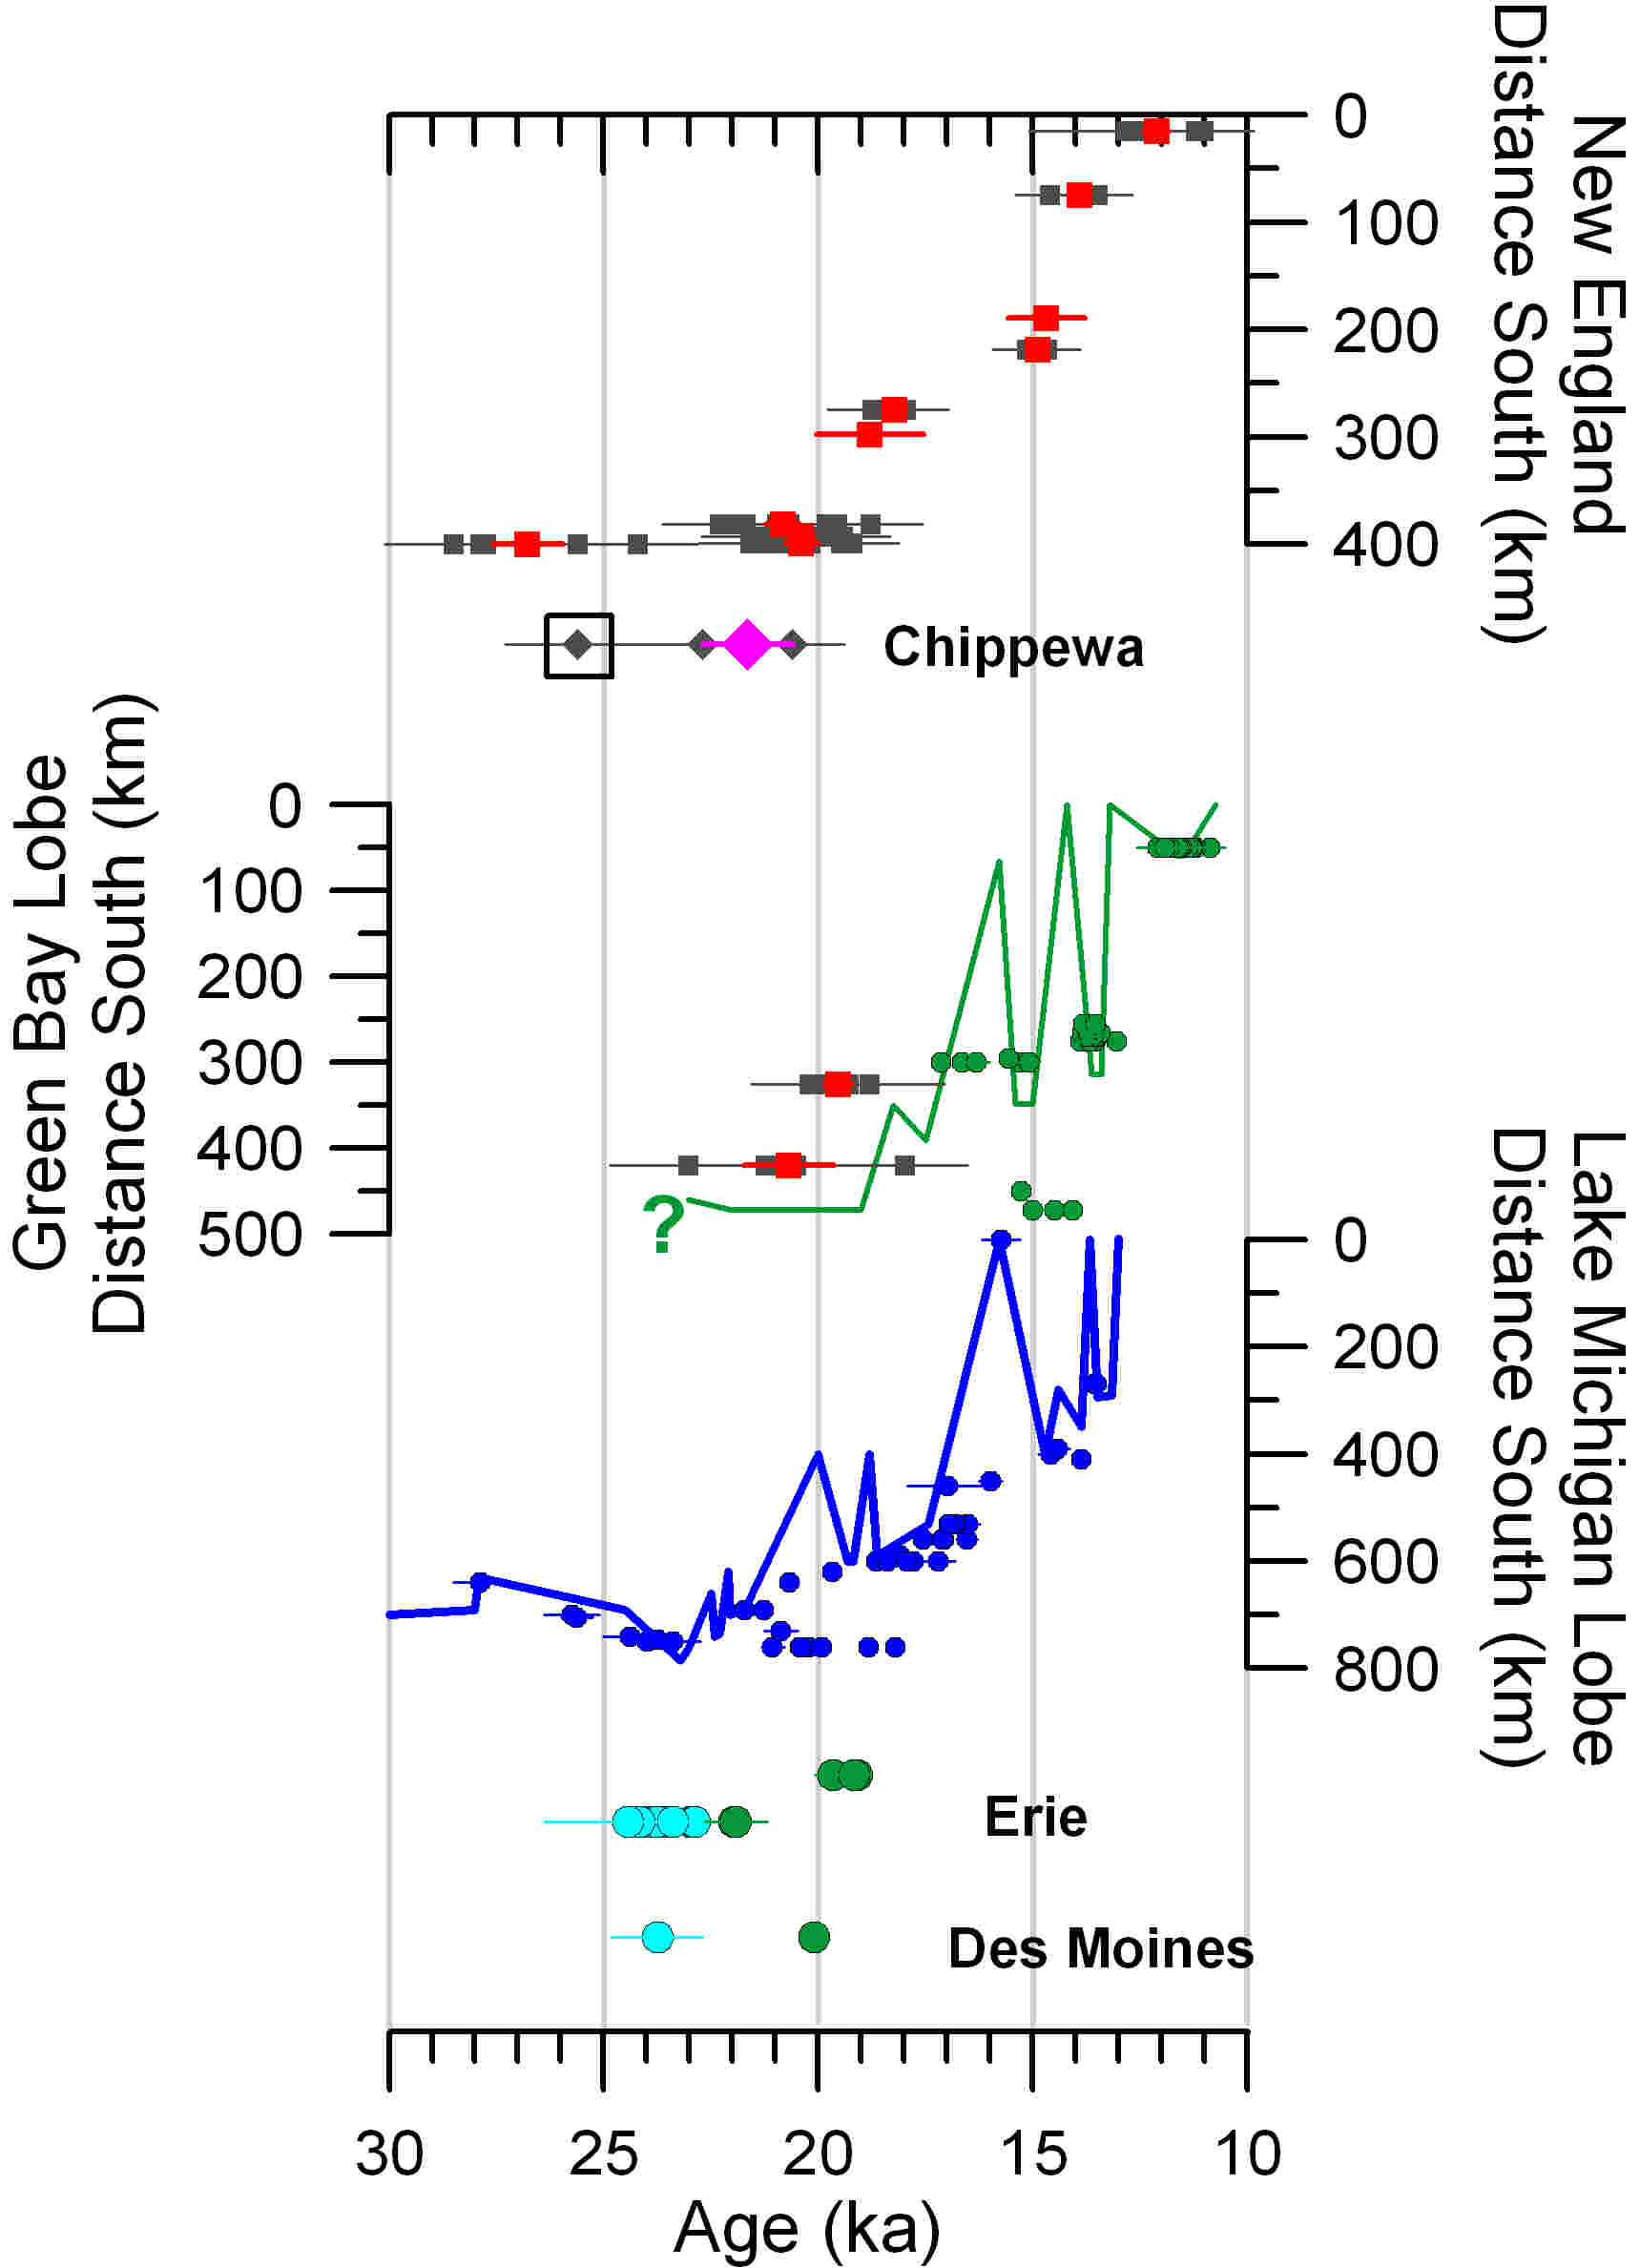 New England
Distance South (km)
0
100
200
300
400
Chippewa
Green Bay Lobe
Distance South (km)
0
100
200
300
400
500
?
Lake Michigan Lobe
Distance South (km)
0
200
400
600
800
Erie
Des Moines
30 25 20 15 10
Age (ka)